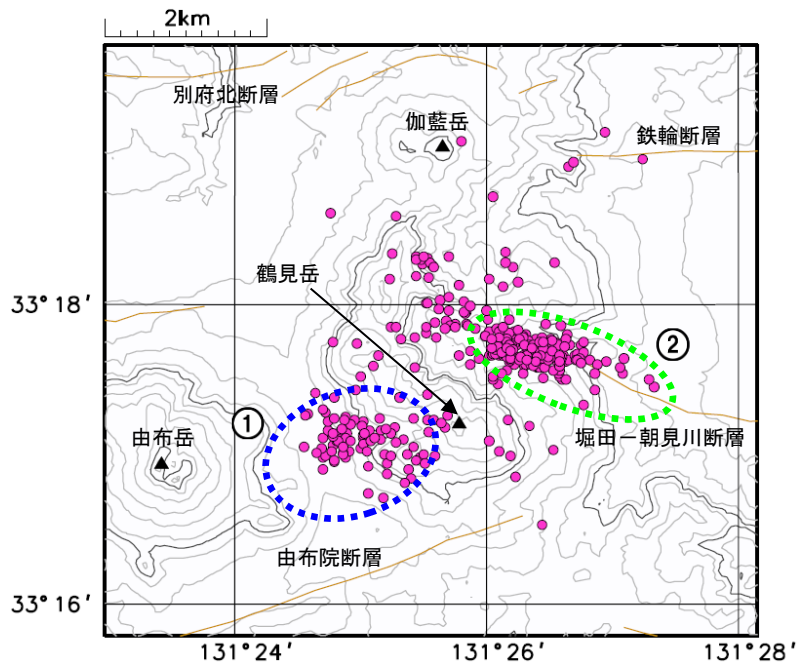 2km
別府北断層
伽藍岳
鉄輪断層
鶴見岳
33°18′
②
①
由布岳
堀田－朝見川断層
由布院断層
33°16′
131°24′
131°26′
131°28′